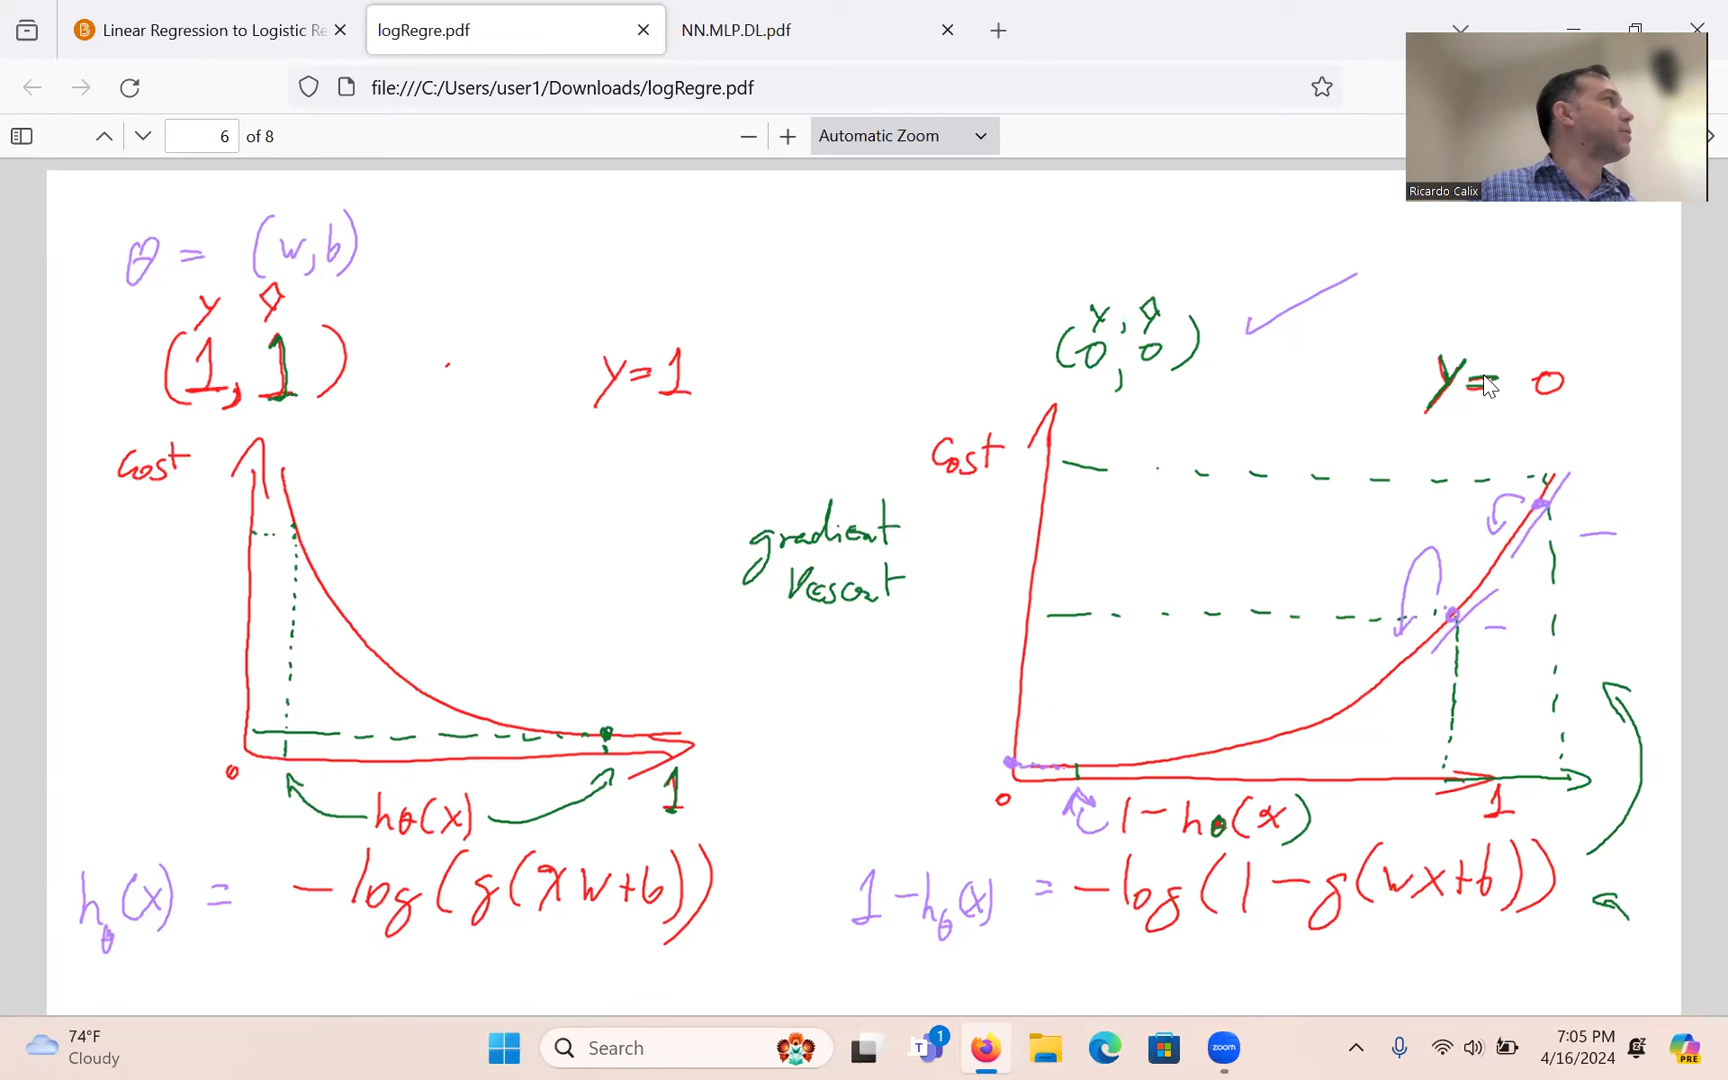 Linear Regression to Logistic Re
logRegre.pdf
NN.MLP.DL.pdf
file:///C:/Users/user1/Downloads/logRegre.pdf
6 of 8
Automatic Zoom
Ricardo Calix
θ = (w,b)
y ŷ
(1, 1)
y=1
y, ŷ
(0, 0)
y= 0
Cost
Cost
gradient
Descent
0
hθ(x)
1
0
1-hθ(x)
1
hθ(x) = -log(g(xw+b))
1-hθ(x) = -log(1-g(wx+b))
74°F
Cloudy
Search
1
T
zoom
7:05 PM
4/16/2024
PRE